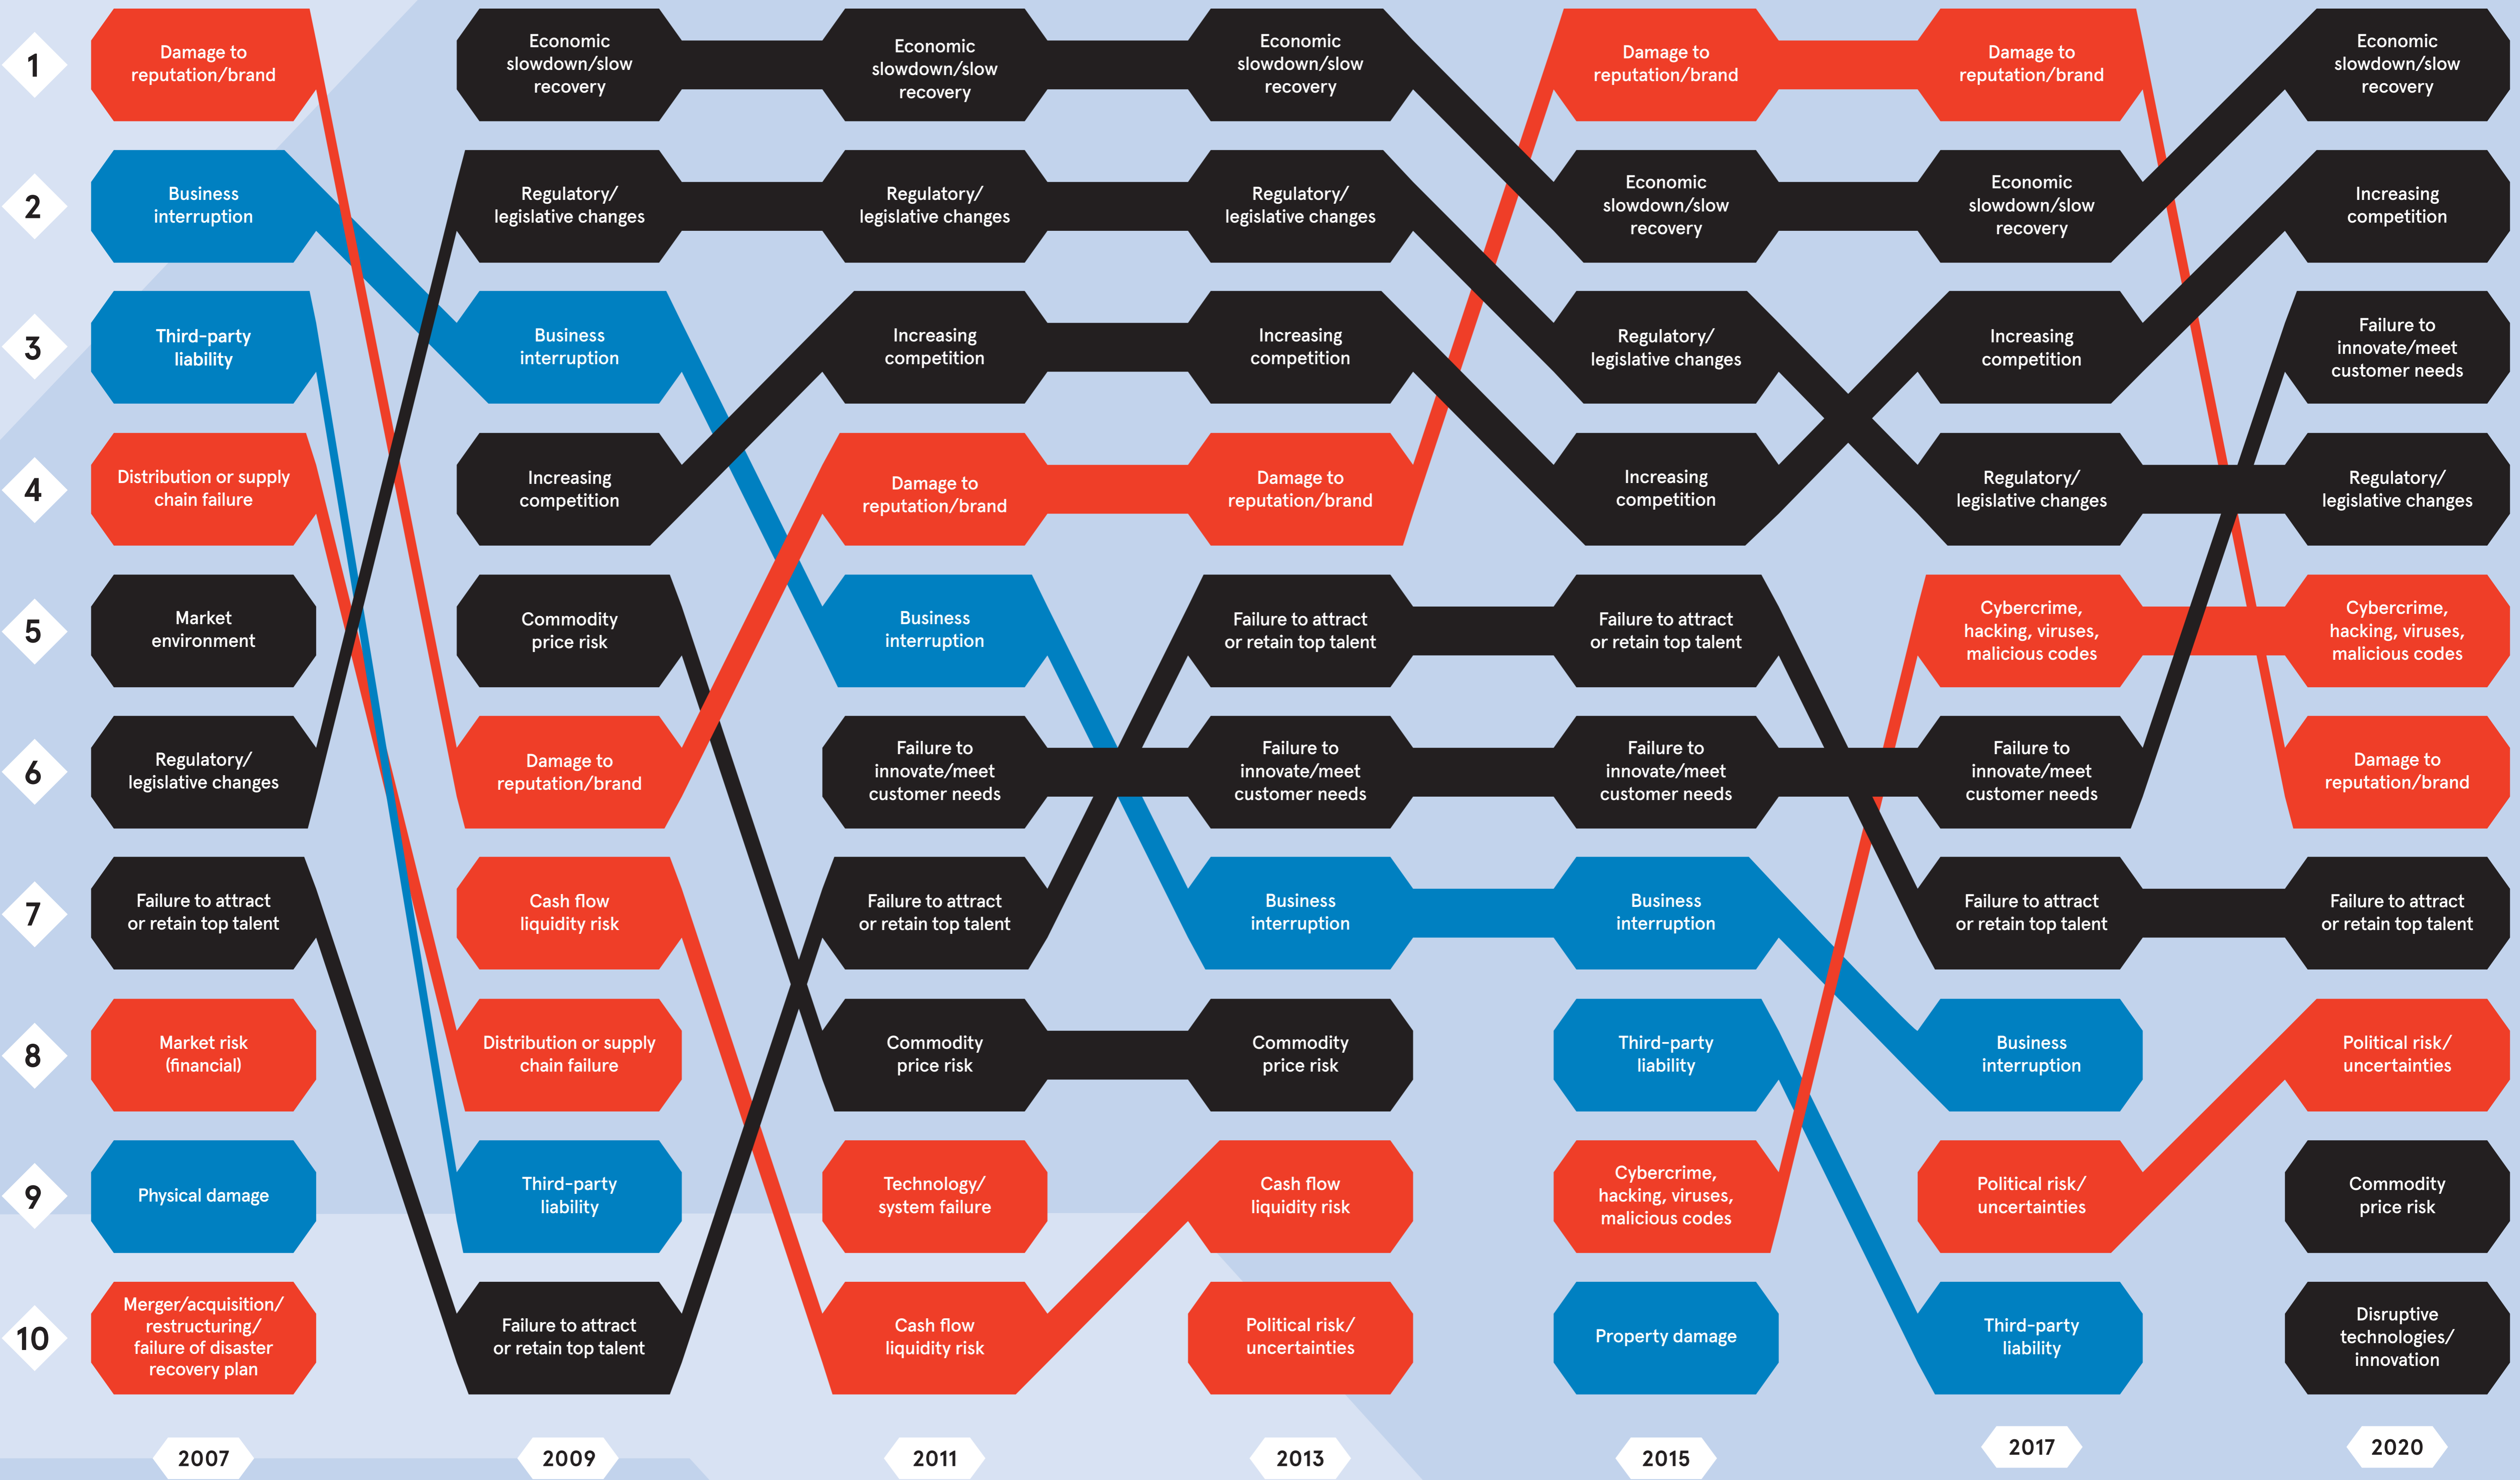 1
Damage to
reputation/brand
Economic
slowdown/slow
recovery
Economic
slowdown/slow
recovery
Economic
slowdown/slow
recovery
Damage to
reputation/brand
Damage to
reputation/brand
Economic
slowdown/slow
recovery
2
Business
interruption
Regulatory/
legislative changes
Regulatory/
legislative changes
Regulatory/
legislative changes
Economic
slowdown/slow
recovery
Economic
slowdown/slow
recovery
Increasing
competition
3
Third-party
liability
Business
interruption
Increasing
competition
Increasing
competition
Regulatory/
legislative changes
Increasing
competition
Failure to
innovate/meet
customer needs
4
Distribution or supply
chain failure
Increasing
competition
Damage to
reputation/brand
Damage to
reputation/brand
Increasing
competition
Regulatory/
legislative changes
Regulatory/
legislative changes
5
Market
environment
Commodity
price risk
Business
interruption
Failure to attract
or retain top talent
Failure to attract
or retain top talent
Cybercrime,
hacking, viruses,
malicious codes
Cybercrime,
hacking, viruses,
malicious codes
6
Regulatory/
legislative changes
Damage to
reputation/brand
Failure to
innovate/meet
customer needs
Failure to
innovate/meet
customer needs
Failure to
innovate/meet
customer needs
Failure to
innovate/meet
customer needs
Damage to
reputation/brand
7
Failure to attract
or retain top talent
Cash flow
liquidity risk
Failure to attract
or retain top talent
Business
interruption
Business
interruption
Failure to attract
or retain top talent
Failure to attract
or retain top talent
8
Market risk
(financial)
Distribution or supply
chain failure
Commodity
price risk
Commodity
price risk
Third-party
liability
Business
interruption
Political risk/
uncertainties
9
Physical damage
Third-party
liability
Technology/
system failure
Cash flow
liquidity risk
Cybercrime,
hacking, viruses,
malicious codes
Political risk/
uncertainties
Commodity
price risk
10
Merger/acquisition/
restructuring/
failure of disaster
recovery plan
Failure to attract
or retain top talent
Cash flow
liquidity risk
Political risk/
uncertainties
Property damage
Third-party
liability
Disruptive
technologies/
innovation
2007
2009
2011
2013
2015
2017
2020